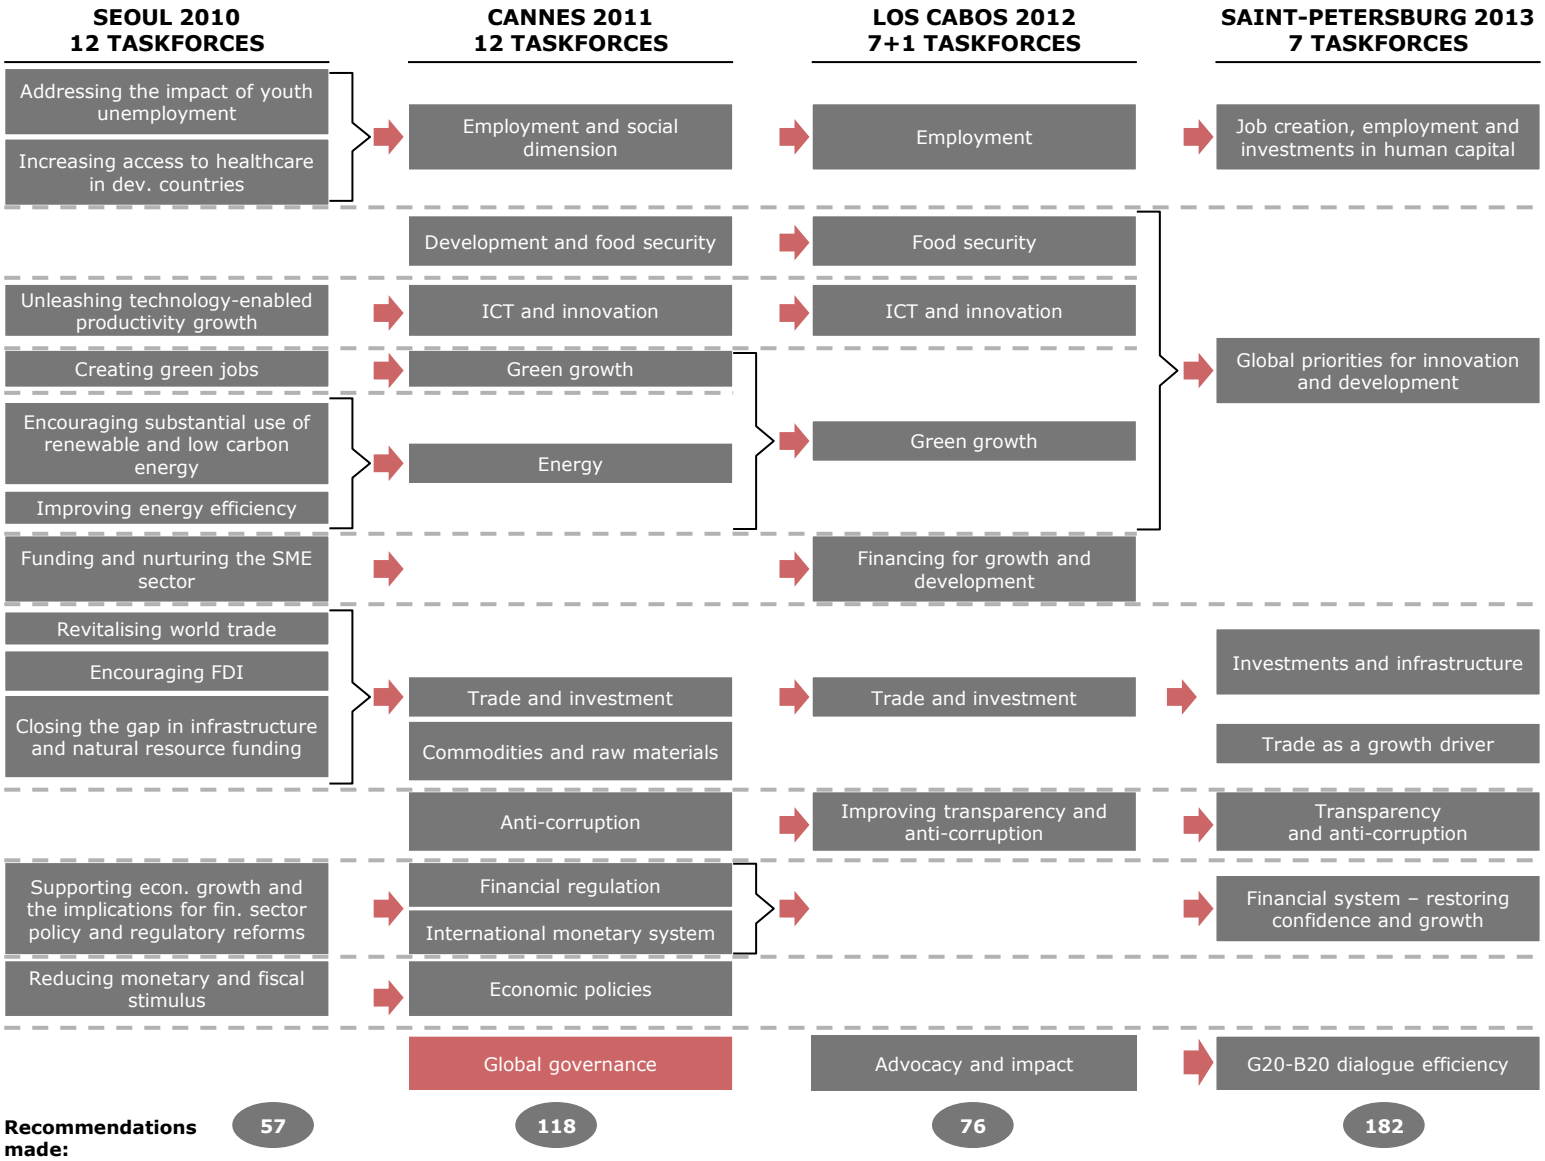 SEOUL 2010
12 TASKFORCES
CANNES 2011
12 TASKFORCES
LOS CABOS 2012
7+1 TASKFORCES
SAINT-PETERSBURG 2013
7 TASKFORCES
Addressing the impact of youth
unemployment
Increasing access to healthcare
in dev. countries
Employment and social
dimension
Employment
Job creation, employment and
investments in human capital
Development and food security
Food security
Unleashing technology-enabled
productivity growth
ICT and innovation
ICT and innovation
Creating green jobs
Green growth
Global priorities for innovation
and development
Encouraging substantial use of
renewable and low carbon
energy
Improving energy efficiency
Energy
Green growth
Funding and nurturing the SME
sector
Financing for growth and
development
Revitalising world trade
Encouraging FDI
Closing the gap in infrastructure
and natural resource funding
Trade and investment
Commodities and raw materials
Trade and investment
Investments and infrastructure
Trade as a growth driver
Anti-corruption
Improving transparency and
anti-corruption
Transparency
and anti-corruption
Supporting econ. growth and
the implications for fin. sector
policy and regulatory reforms
Financial regulation
International monetary system
Financial system – restoring
confidence and growth
Reducing monetary and fiscal
stimulus
Economic policies
Global governance
Advocacy and impact
G20-B20 dialogue efficiency
Recommendations
made:
57
118
76
182